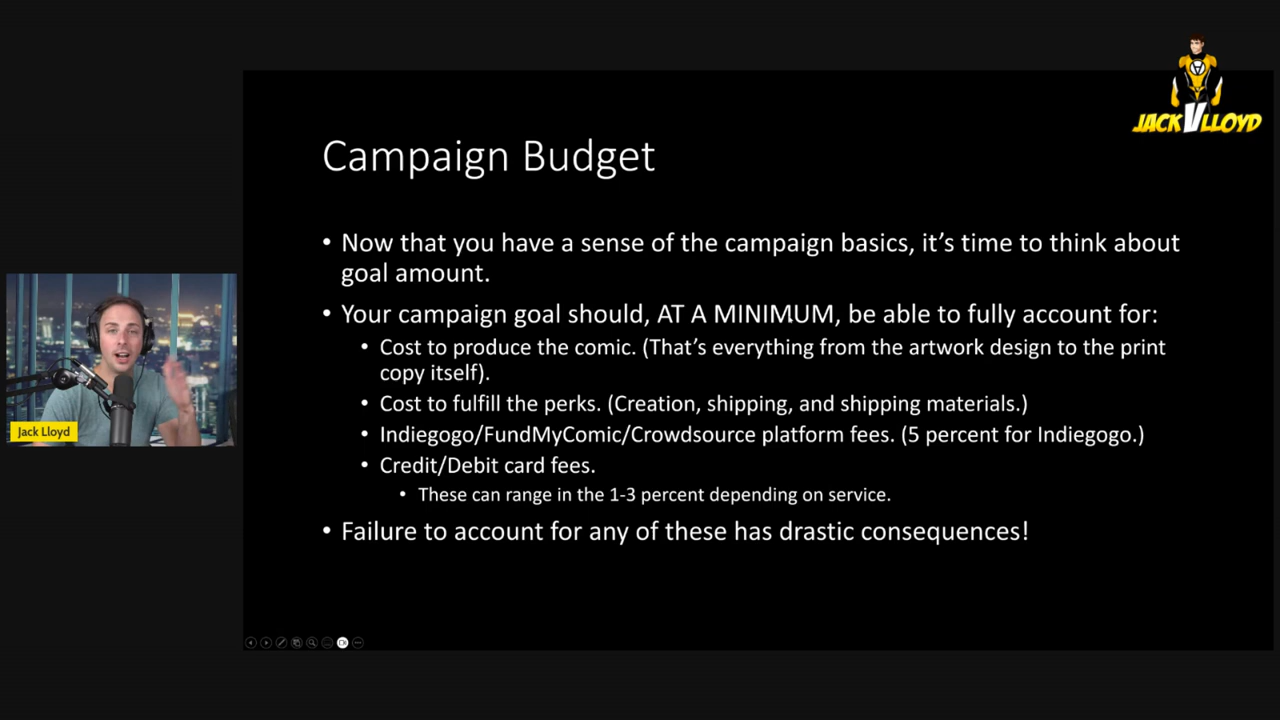 JACK V LLOYD
Campaign Budget
• Now that you have a sense of the campaign basics, it's time to think about
goal amount.
• Your campaign goal should, AT A MINIMUM, be able to fully account for:
• Cost to produce the comic. (That's everything from the artwork design to the print
copy itself).
• Cost to fulfill the perks. (Creation, shipping, and shipping materials.)
• Indiegogo/FundMyComic/Crowdsource platform fees. (5 percent for Indiegogo.)
• Credit/Debit card fees.
• These can range in the 1-3 percent depending on service.
• Failure to account for any of these has drastic consequences!
Jack Lloyd